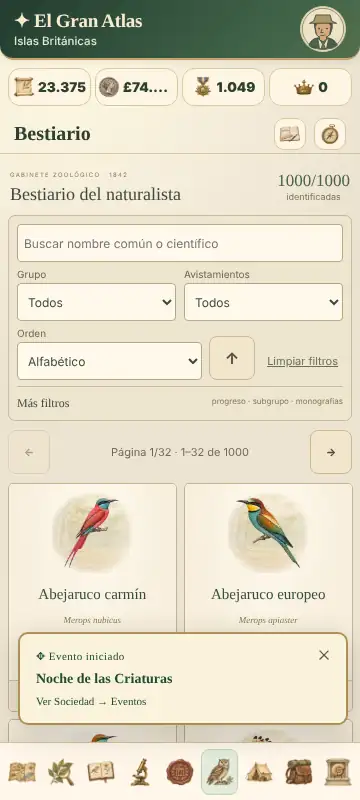 ✦ El Gran Atlas
Islas Británicas
23.375
£74....
1.049
0
Bestiario
GABINETE ZOOLÓGICO · 1842
Bestiario del naturalista
1000/1000
identificadas
Buscar nombre común o científico
Grupo
Avistamientos
Todos
Todos
Orden
Alfabético
↑
Limpiar filtros
Más filtros
progreso · subgrupo · monografías
←
Página 1/32 · 1–32 de 1000
→
Abejaruco carmín
Abejaruco europeo
Merops nubicus
Merops apiaster
✥ Evento iniciado
×
Noche de las Criaturas
Ver Sociedad → Eventos